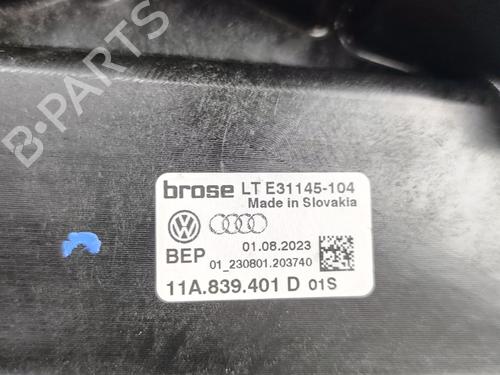 B-PARTS
brose LT E31145-104
Made in Slovakia
BEP 01.08.2023
01_230801.203740
11A.839.401 D 01S